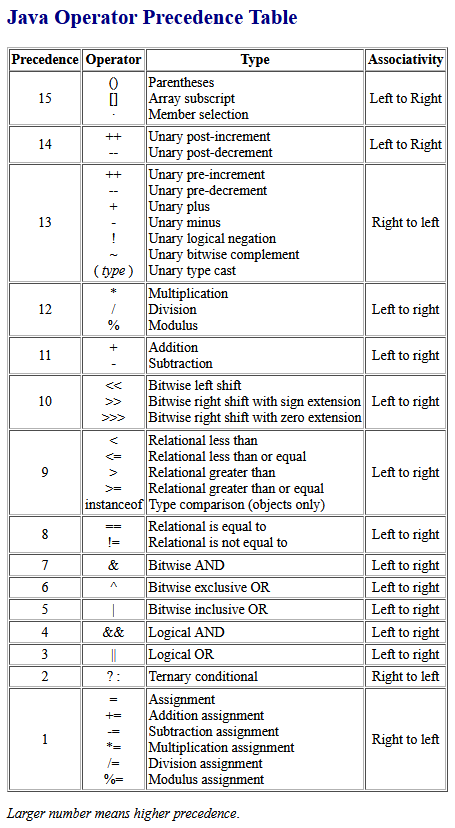 Java Operator Precedence Table
Precedence Operator Type Associativity
15 () Parentheses Left to Right
[] Array subscript
· Member selection
14 ++ Unary post-increment Left to Right
-- Unary post-decrement
13 ++ Unary pre-increment Right to left
-- Unary pre-decrement
+ Unary plus
- Unary minus
! Unary logical negation
~ Unary bitwise complement
( type ) Unary type cast
12 * Multiplication Left to right
/ Division
% Modulus
11 + Addition Left to right
- Subtraction
10 << Bitwise left shift Left to right
>> Bitwise right shift with sign extension
>>> Bitwise right shift with zero extension
9 < Relational less than Left to right
<= Relational less than or equal
> Relational greater than
>= Relational greater than or equal
instanceof Type comparison (objects only)
8 == Relational is equal to Left to right
!= Relational is not equal to
7 & Bitwise AND Left to right
6 ^ Bitwise exclusive OR Left to right
5 | Bitwise inclusive OR Left to right
4 && Logical AND Left to right
3 || Logical OR Left to right
2 ? : Ternary conditional Right to left
1 = Assignment Right to left
+= Addition assignment
-= Subtraction assignment
*= Multiplication assignment
/= Division assignment
%= Modulus assignment
Larger number means higher precedence.